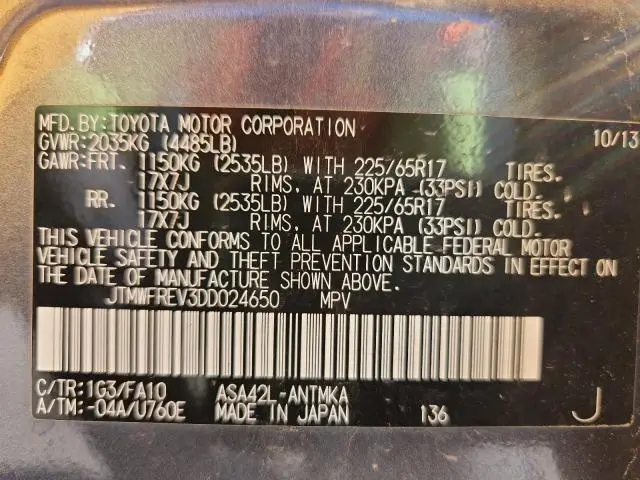 MFD.BY:TOYOTA MOTOR CORPORATION 10/13
GVWR:2035KG (4485LB)
GAWR:FRT. 1150KG (2535LB) WITH 225/65R17 TIRES.
17X7J RIMS, AT 230KPA (33PSI) COLD.
RR. 1150KG (2535LB) WITH 225/65R17 TIRES.
17X7J RIMS, AT 230KPA (33PSI) COLD.
THIS VEHICLE CONFORMS TO ALL APPLICABLE FEDERAL MOTOR
VEHICLE SAFETY AND THEFT PREVENTION STANDARDS IN EFFECT ON
THE DATE OF MANUFACTURE SHOWN ABOVE.
JTMWFREV3DD024650 MPV
C/TR:1G3/FA10 ASA42L-ANTMKA
A/TM:-04A/U760E MADE IN JAPAN 136 J